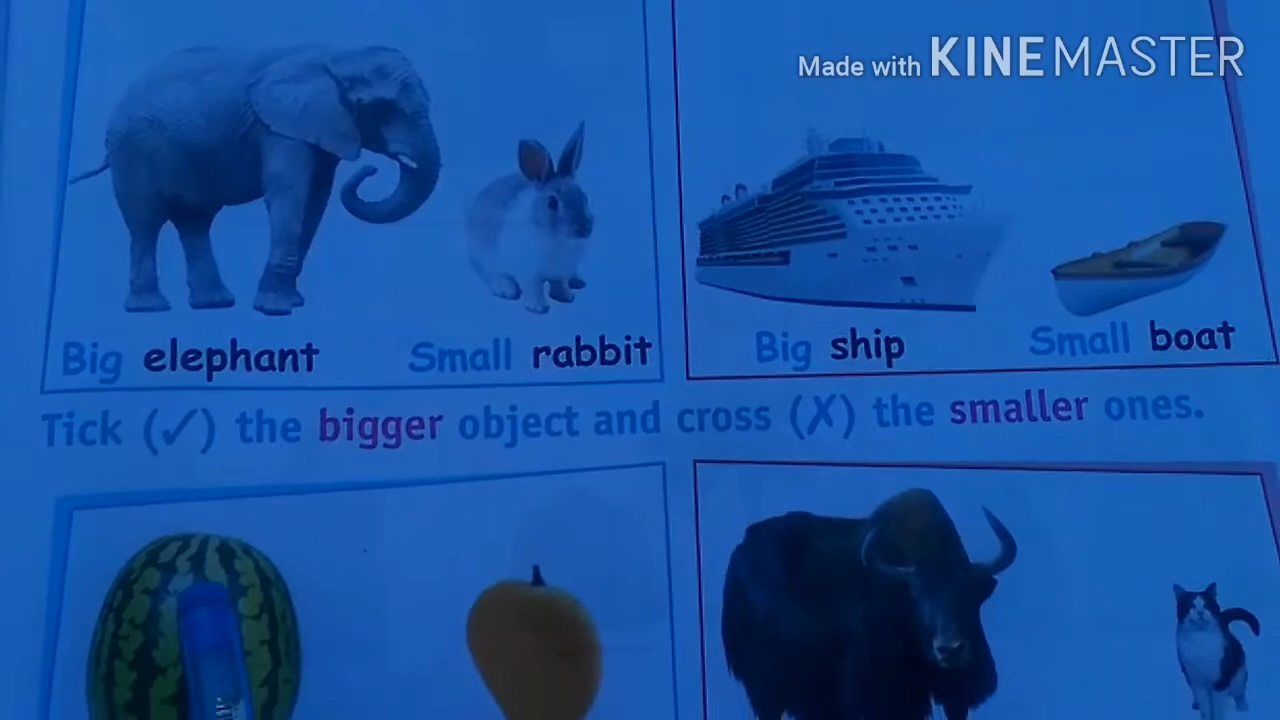 Made with KINEMASTER
Big elephant
Small rabbit
Big ship
Small boat
Tick (✓) the bigger object and cross (✗) the smaller ones.